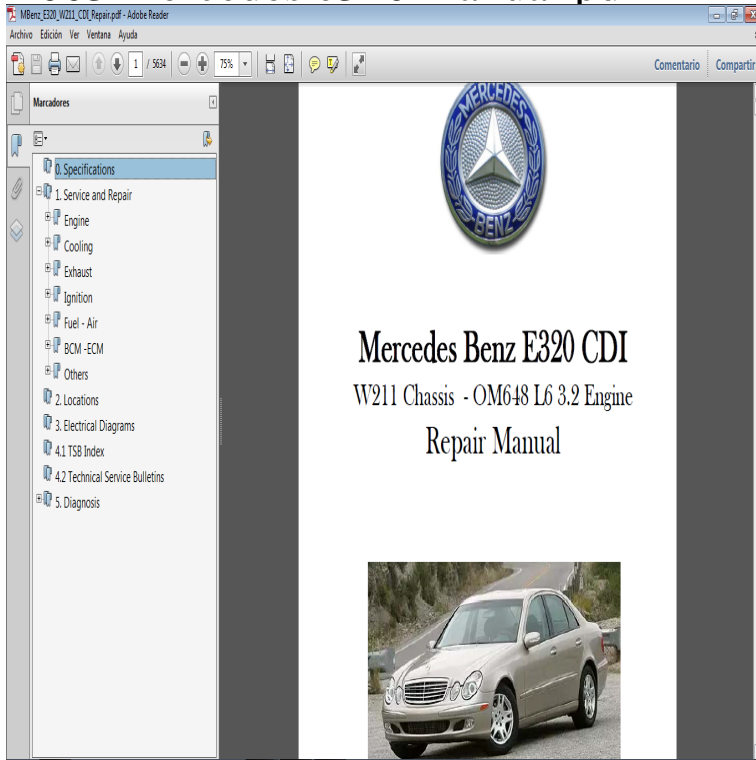 MBenz_E320_W211_CDI_Repair.pdf - Adobe Reader
Archivo Edición Ver Ventana Ayuda
1 / 5634 75% Comentario Compartir
Marcadores
0. Specifications
1. Service and Repair
Engine
Cooling
Exhaust
Ignition
Fuel - Air
BCM -ECM
Others
2. Locations
3. Electrical Diagrams
4.1 TSB Index
4.2 Technical Service Bulletins
5. Diagnosis
MERCEDES
BENZ
Mercedes Benz E320 CDI
W211 Chassis - OM648 L6 3.2 Engine
Repair Manual